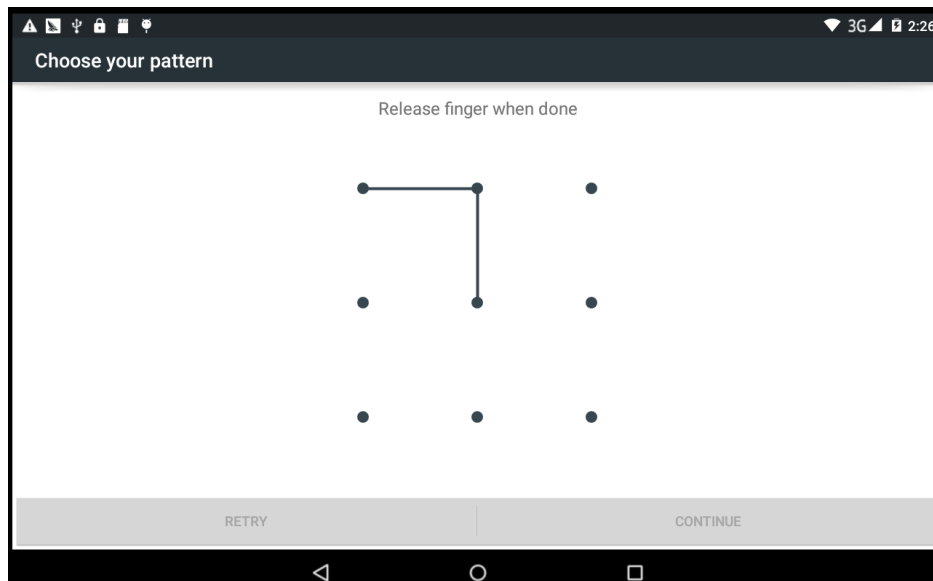 3G 2:26
Choose your pattern
Release finger when done
RETRY CONTINUE